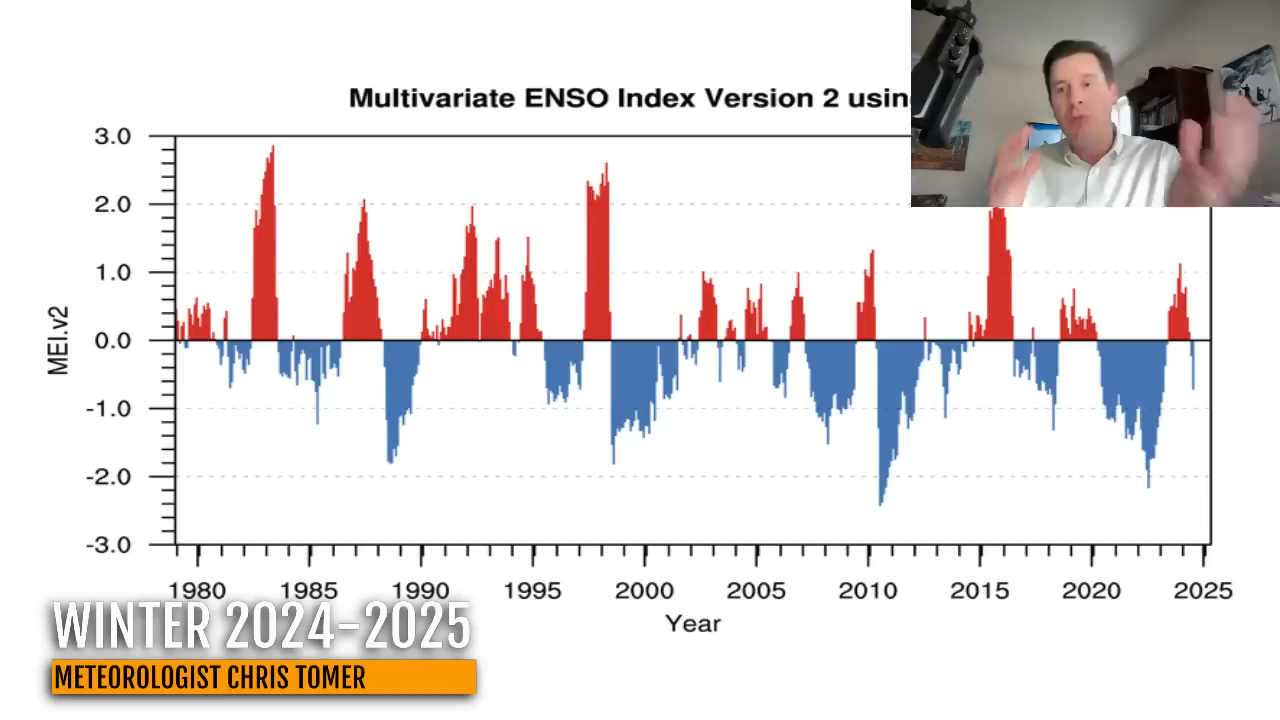 Multivariate ENSO Index Version 2 usin
3.0
2.0
1.0
0.0
-1.0
-2.0
-3.0
MEI.v2
1980 1985 1990 1995 2000 2005 2010 2015 2020 2025
Year
WINTER 2024-2025
METEOROLOGIST CHRIS TOMER